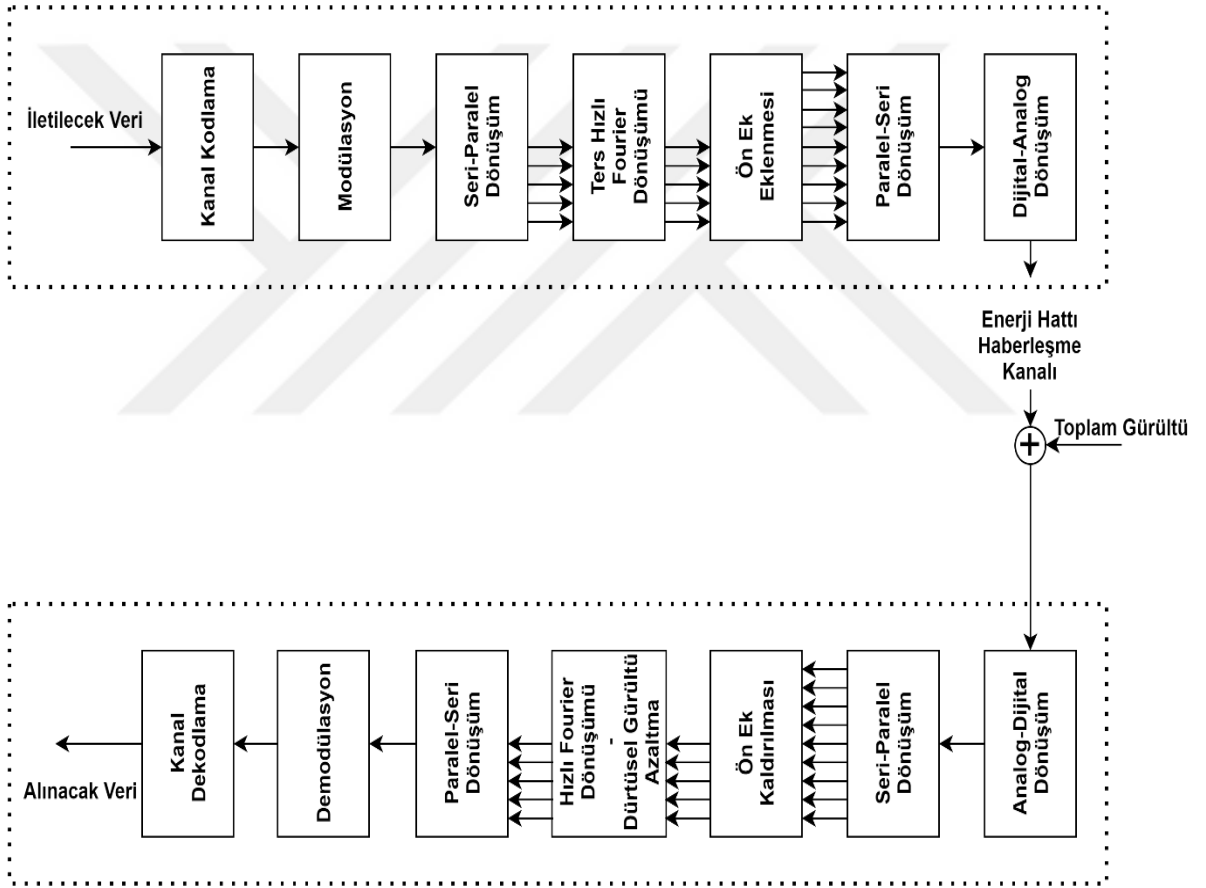 İletilecek Veri
Kanal Kodlama
Modülasyon
Seri-Paralel
Dönüşüm
Ters Hızlı
Fourier
Dönüşümü
Ön Ek
Eklenmesi
Paralel-Seri
Dönüşüm
Dijital-Analog
Dönüşüm
Enerji Hattı
Haberleşme
Kanalı
+
Toplam Gürültü
Analog-Dijital
Dönüşüm
Seri-Paralel
Dönüşüm
Ön Ek
Kaldırılması
Hızlı Fourier
Dönüşümü
-
Dürtüsel Gürültü
Azaltma
Paralel-Seri
Dönüşüm
Demodülasyon
Kanal
Dekodlama
Alınacak Veri